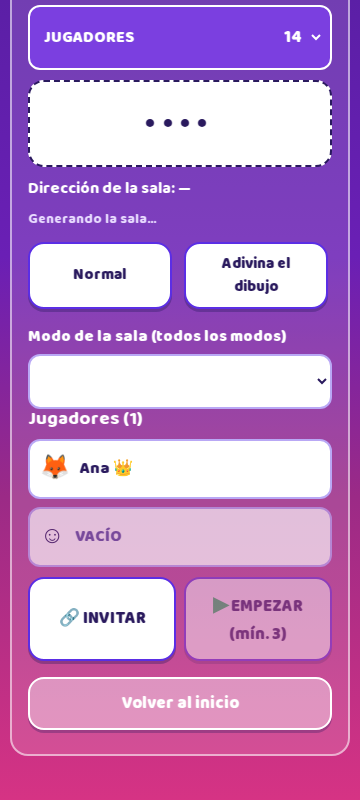 JUGADORES 14
••••
Dirección de la sala: —
Generando la sala...
Normal
Adivina el
dibujo
Modo de la sala (todos los modos)
Jugadores (1)
Ana 👑
VACÍO
🔗 INVITAR
▶EMPEZAR
(mín. 3)
Volver al inicio